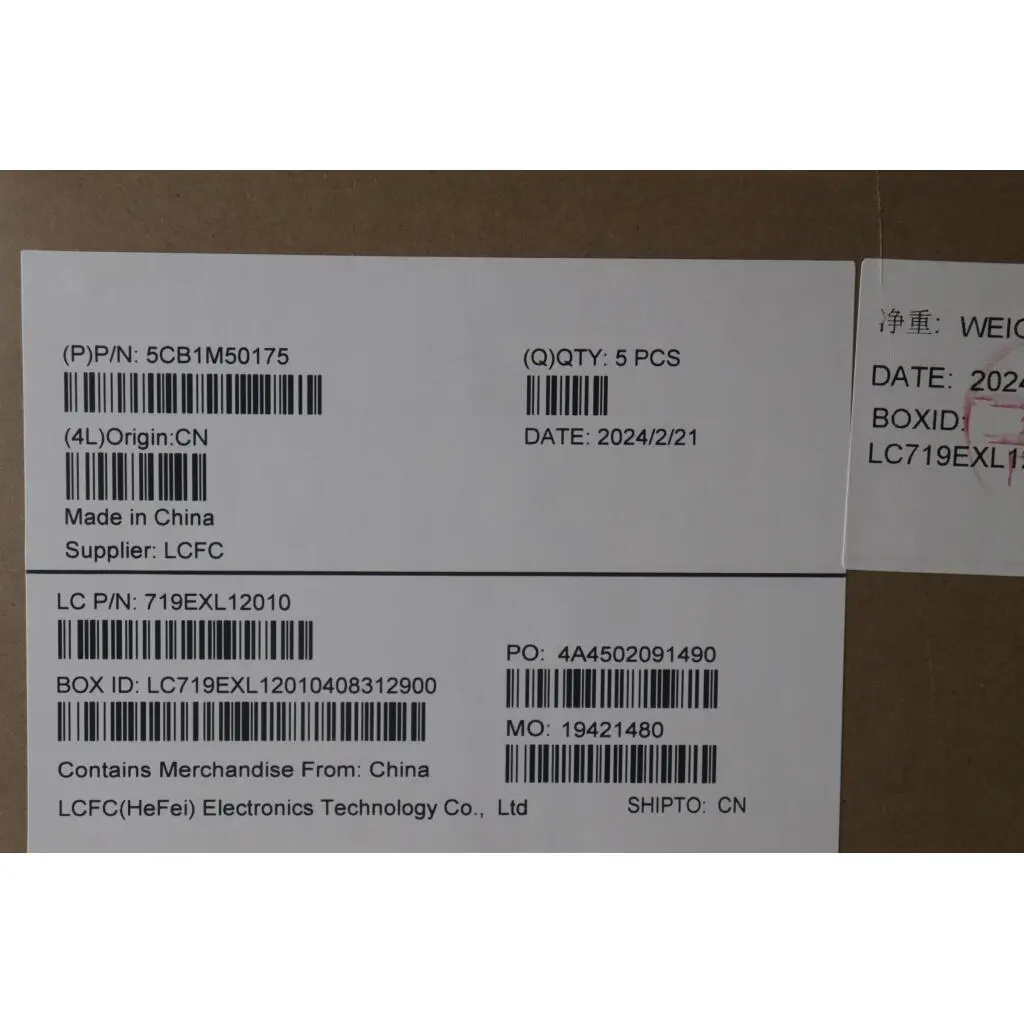 (P)P/N: 5CB1M50175
(Q)QTY: 5 PCS
(4L)Origin:CN
DATE: 2024/2/21
Made in China
Supplier: LCFC
LC P/N: 719EXL12010
PO: 4A4502091490
BOX ID: LC719EXL12010408312900
MO: 19421480
Contains Merchandise From: China
LCFC(HeFei) Electronics Technology Co., Ltd
SHIPTO: CN
净重:
DATE: 2024
BOXID:
LC719EXL12